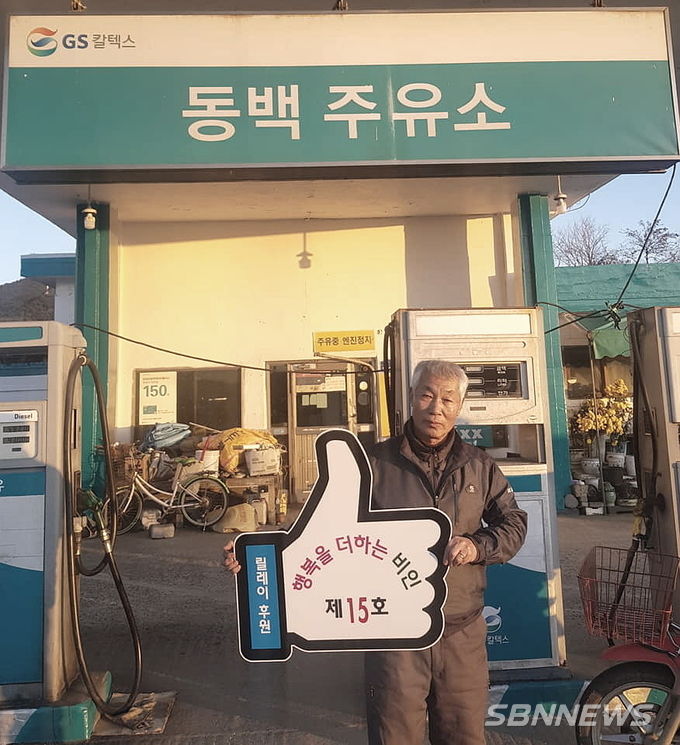 GS 칼텍스
동백 주유소
주유중 엔진정지
150
Diesel
행복을 더하는 비인
제15호
릴레이 후원
칼텍스
SBNNEWS